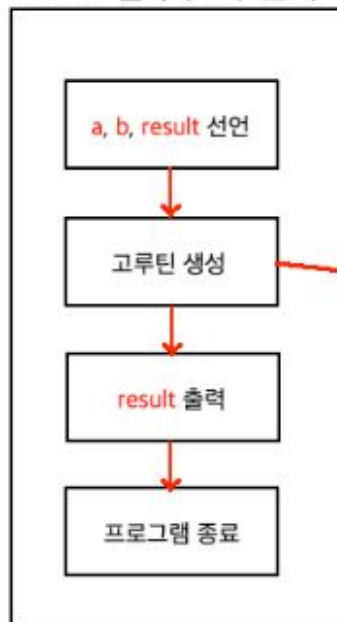 a, b, result 선언
고루틴 생성
result 출력
프로그램 종료